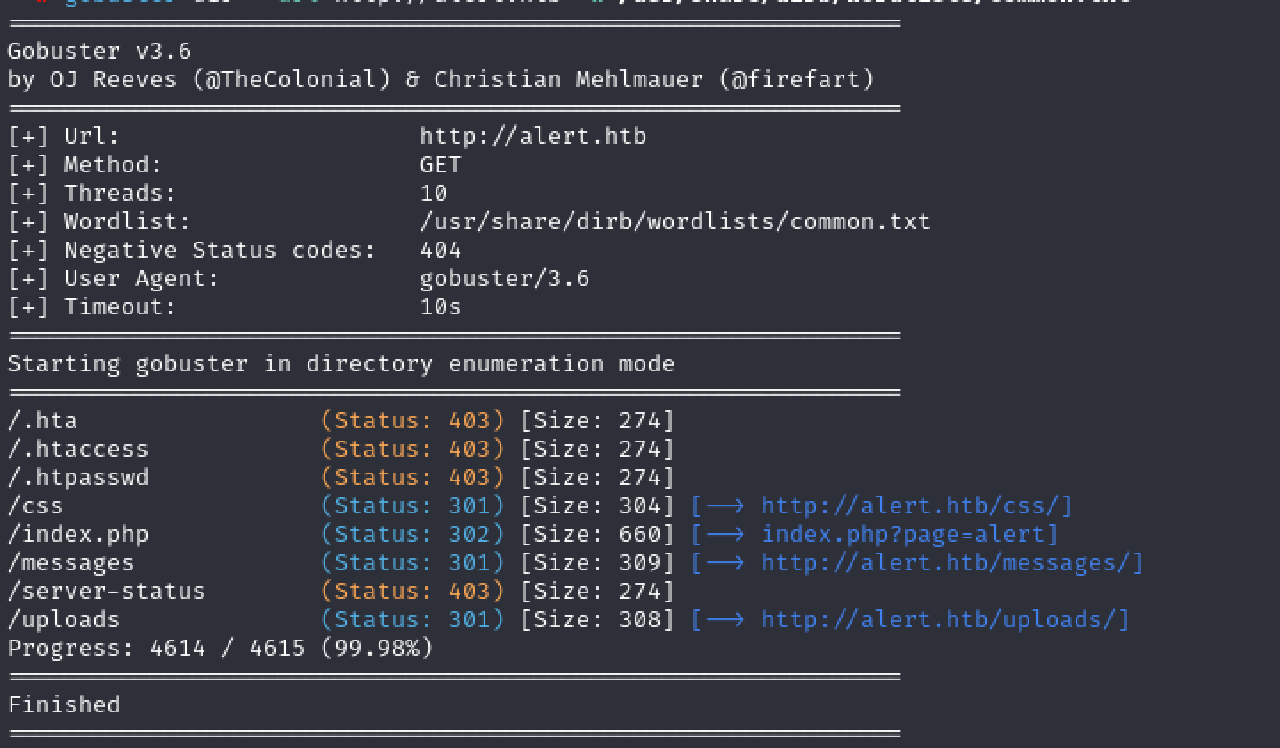 Gobuster v3.6
by OJ Reeves (@TheColonial) & Christian Mehlmauer (@firefart)
[+] Url: http://alert.htb
[+] Method: GET
[+] Threads: 10
[+] Wordlist: /usr/share/dirb/wordlists/common.txt
[+] Negative Status codes: 404
[+] User Agent: gobuster/3.6
[+] Timeout: 10s
Starting gobuster in directory enumeration mode
/.hta (Status: 403) [Size: 274]
/.htaccess (Status: 403) [Size: 274]
/.htpasswd (Status: 403) [Size: 274]
/css (Status: 301) [Size: 304] [--> http://alert.htb/css/]
/index.php (Status: 302) [Size: 660] [--> index.php?page=alert]
/messages (Status: 301) [Size: 309] [--> http://alert.htb/messages/]
/server-status (Status: 403) [Size: 274]
/uploads (Status: 301) [Size: 308] [--> http://alert.htb/uploads/]
Progress: 4614 / 4615 (99.98%)
Finished